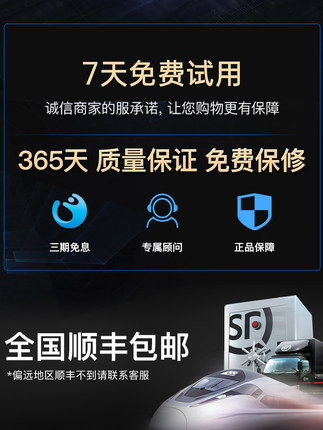 7天免费试用
诚信商家的服承诺, 让您购物更有保障
365天 质量保证 免费保修
三期免息
专属顾问
正品保障
SF
全国顺丰包邮
*偏远地区顺丰不到请联系客服